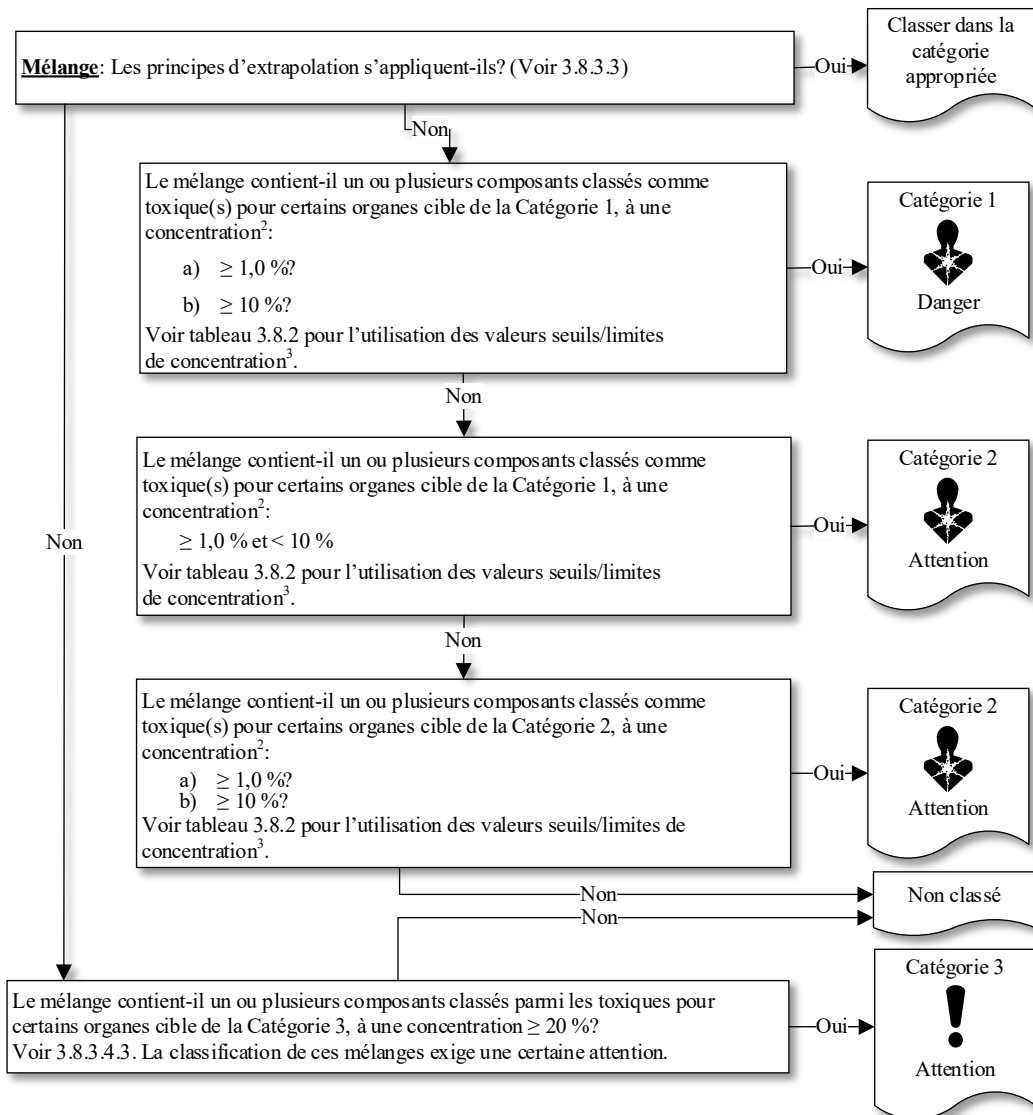 Classer dans la
catégorie
appropriée
Mélange: Les principes d'extrapolation s'appliquent-ils? (Voir 3.8.3.3)
Oui
Non
Le mélange contient-il un ou plusieurs composants classés comme
toxique(s) pour certains organes cible de la Catégorie 1, à une
concentration²:
a) ≥ 1,0 %?
b) ≥ 10 %?
Voir tableau 3.8.2 pour l'utilisation des valeurs seuils/limites
de concentration³.
Oui
Catégorie 1
Danger
Non
Le mélange contient-il un ou plusieurs composants classés comme
toxique(s) pour certains organes cible de la Catégorie 1, à une
concentration²:
≥ 1,0 % et < 10 %
Voir tableau 3.8.2 pour l'utilisation des valeurs seuils/limites
de concentration³.
Oui
Catégorie 2
Attention
Non
Non
Le mélange contient-il un ou plusieurs composants classés comme
toxique(s) pour certains organes cible de la Catégorie 2, à une
concentration²:
a) ≥ 1,0 %?
b) ≥ 10 %?
Voir tableau 3.8.2 pour l'utilisation des valeurs seuils/limites de
concentration³.
Oui
Catégorie 2
Attention
Non
Non
Non classé
Le mélange contient-il un ou plusieurs composants classés parmi les toxiques pour
certains organes cible de la Catégorie 3, à une concentration ≥ 20 %?
Voir 3.8.3.4.3. La classification de ces mélanges exige une certaine attention.
Oui
Catégorie 3
Attention